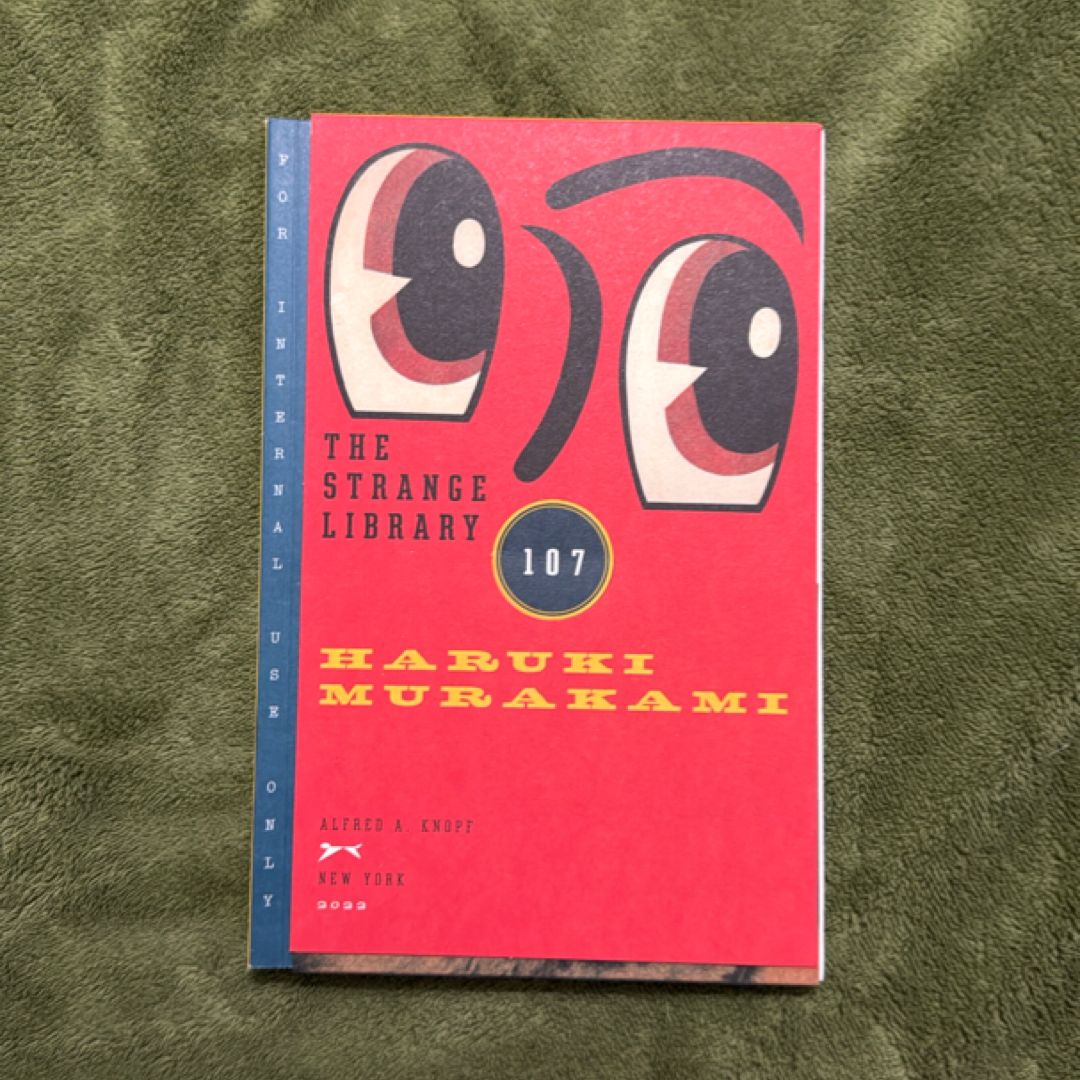 FOR INTERNAL USE ONLY
THE
STRANGE
LIBRARY
107
HARUKI
MURAKAMI
ALFRED A. KNOPF
NEW YORK
2022